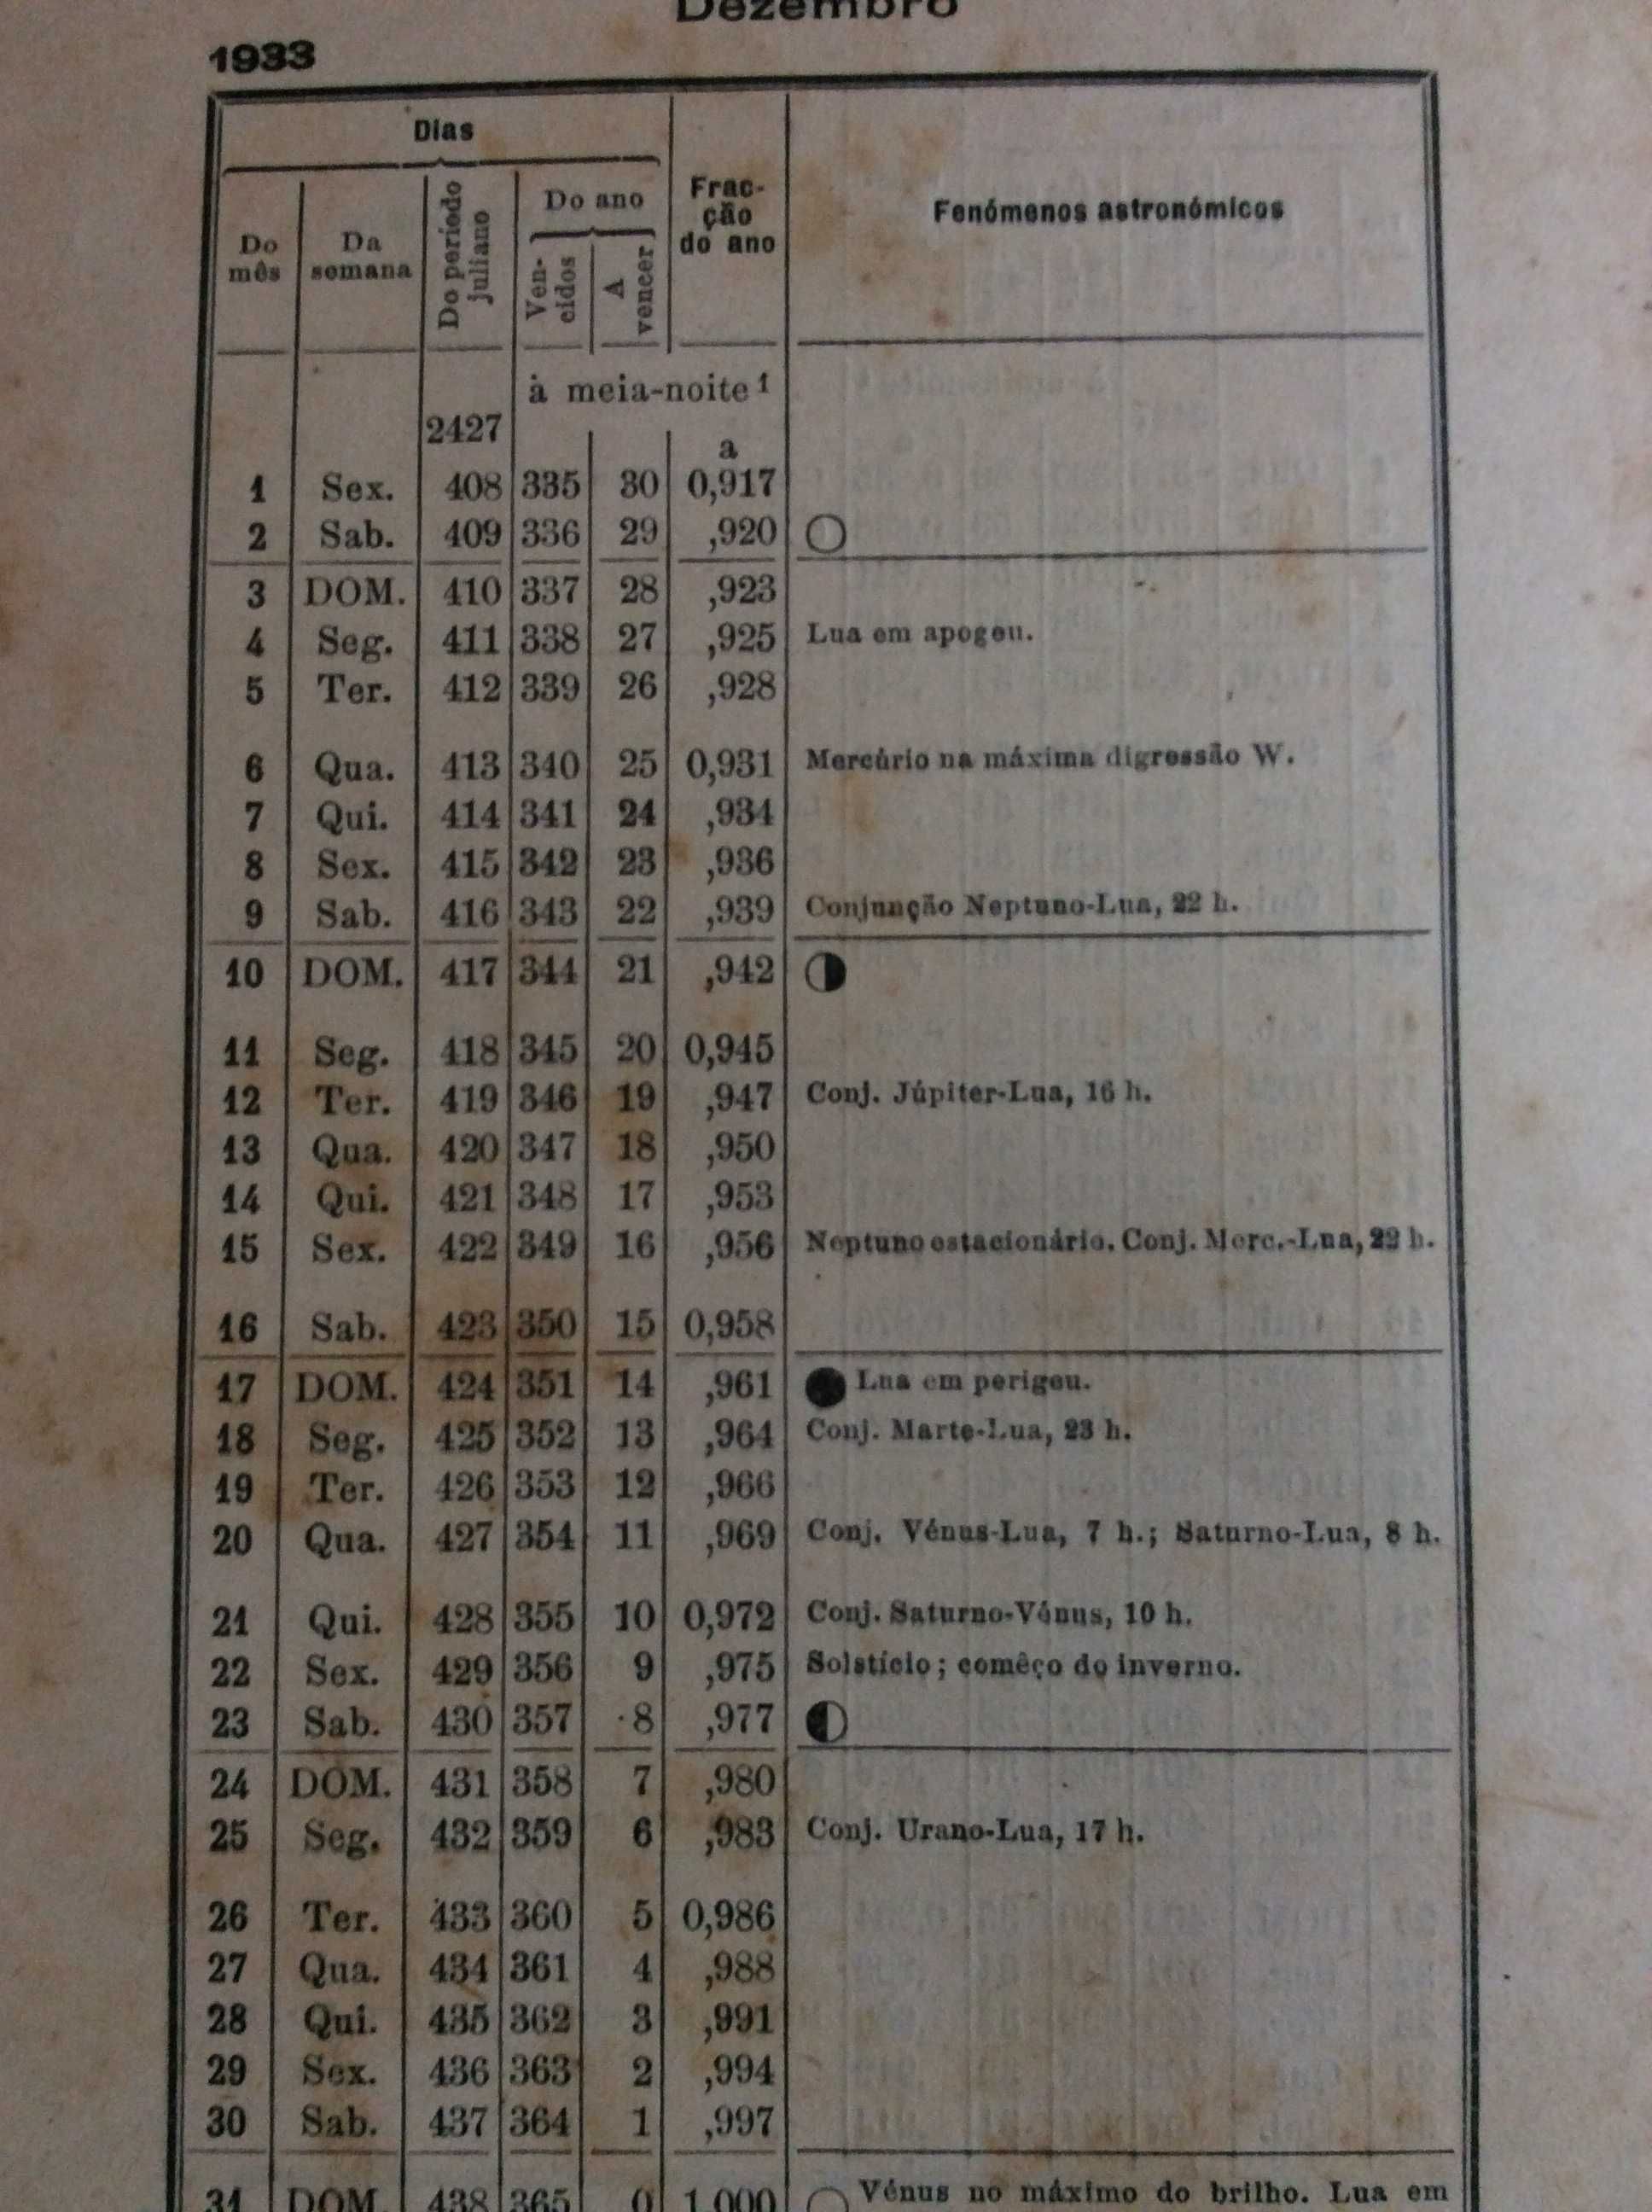 Dezembro
1933
Dias
Do mês
Da semana
Do período juliano
Do ano
Vencidos
A vencer
Fracção do ano
Fenómenos astronómicos
à meia-noite 1
2427
a
1 Sex. 408 335 30 0,917
2 Sab. 409 336 29 ,920
3 DOM. 410 337 28 ,923
4 Seg. 411 338 27 ,925 Lua em apogeu.
5 Ter. 412 339 26 ,928
6 Qua. 413 340 25 0,931 Mercúrio na máxima digressão W.
7 Qui. 414 341 24 ,934
8 Sex. 415 342 23 ,936
9 Sab. 416 343 22 ,939 Conjunção Neptuno-Lua, 22 h.
10 DOM. 417 344 21 ,942
11 Seg. 418 345 20 0,945
12 Ter. 419 346 19 ,947 Conj. Júpiter-Lua, 16 h.
13 Qua. 420 347 18 ,950
14 Qui. 421 348 17 ,953
15 Sex. 422 349 16 ,956 Neptuno estacionário. Conj. Merc.-Lua, 22 h.
16 Sab. 423 350 15 0,958
17 DOM. 424 351 14 ,961 Lua em perigeu.
18 Seg. 425 352 13 ,964 Conj. Marte-Lua, 23 h.
19 Ter. 426 353 12 ,966
20 Qua. 427 354 11 ,969 Conj. Vénus-Lua, 7 h.; Saturno-Lua, 8 h.
21 Qui. 428 355 10 0,972 Conj. Saturno-Vénus, 10 h.
22 Sex. 429 356 9 ,975 Solstício; comêço do inverno.
23 Sab. 430 357 8 ,977
24 DOM. 431 358 7 ,980
25 Seg. 432 359 6 ,983 Conj. Urano-Lua, 17 h.
26 Ter. 433 360 5 0,986
27 Qua. 434 361 4 ,988
28 Qui. 435 362 3 ,991
29 Sex. 436 363 2 ,994
30 Sab. 437 364 1 ,997
31 DOM. 438 365 0 1,000 Vénus no máximo do brilho. Lua em